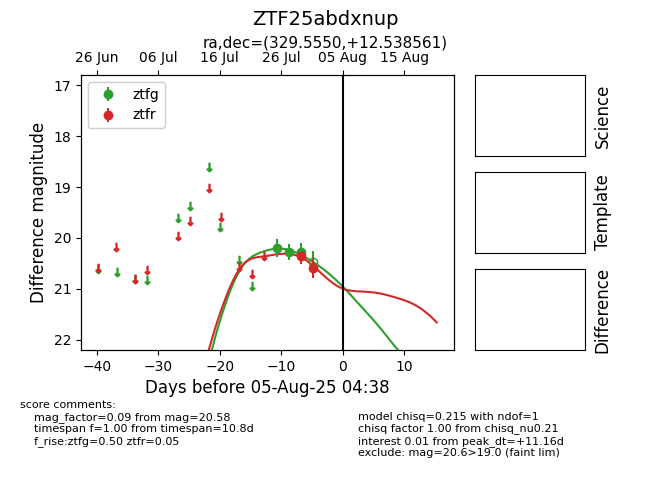 ZTF25abdxnup
ra,dec=(329.5550,+12.538561)
26 Jun 06 Jul 16 Jul 26 Jul 05 Aug 15 Aug
ztfg
ztfr
17
18
19
20
21
22
Difference magnitude
−40 −30 −20 −10 0 10
Days before 05-Aug-25 04:38
Science
Template
Difference
score comments:
mag_factor=0.09 from mag=20.58
timespan f=1.00 from timespan=10.8d
f_rise:ztfg=0.50 ztfr=0.05
model chisq=0.215 with ndof=1
chisq factor 1.00 from chisq_nu0.21
interest 0.01 from peak_dt=+11.16d
exclude: mag=20.6>19.0 (faint lim)